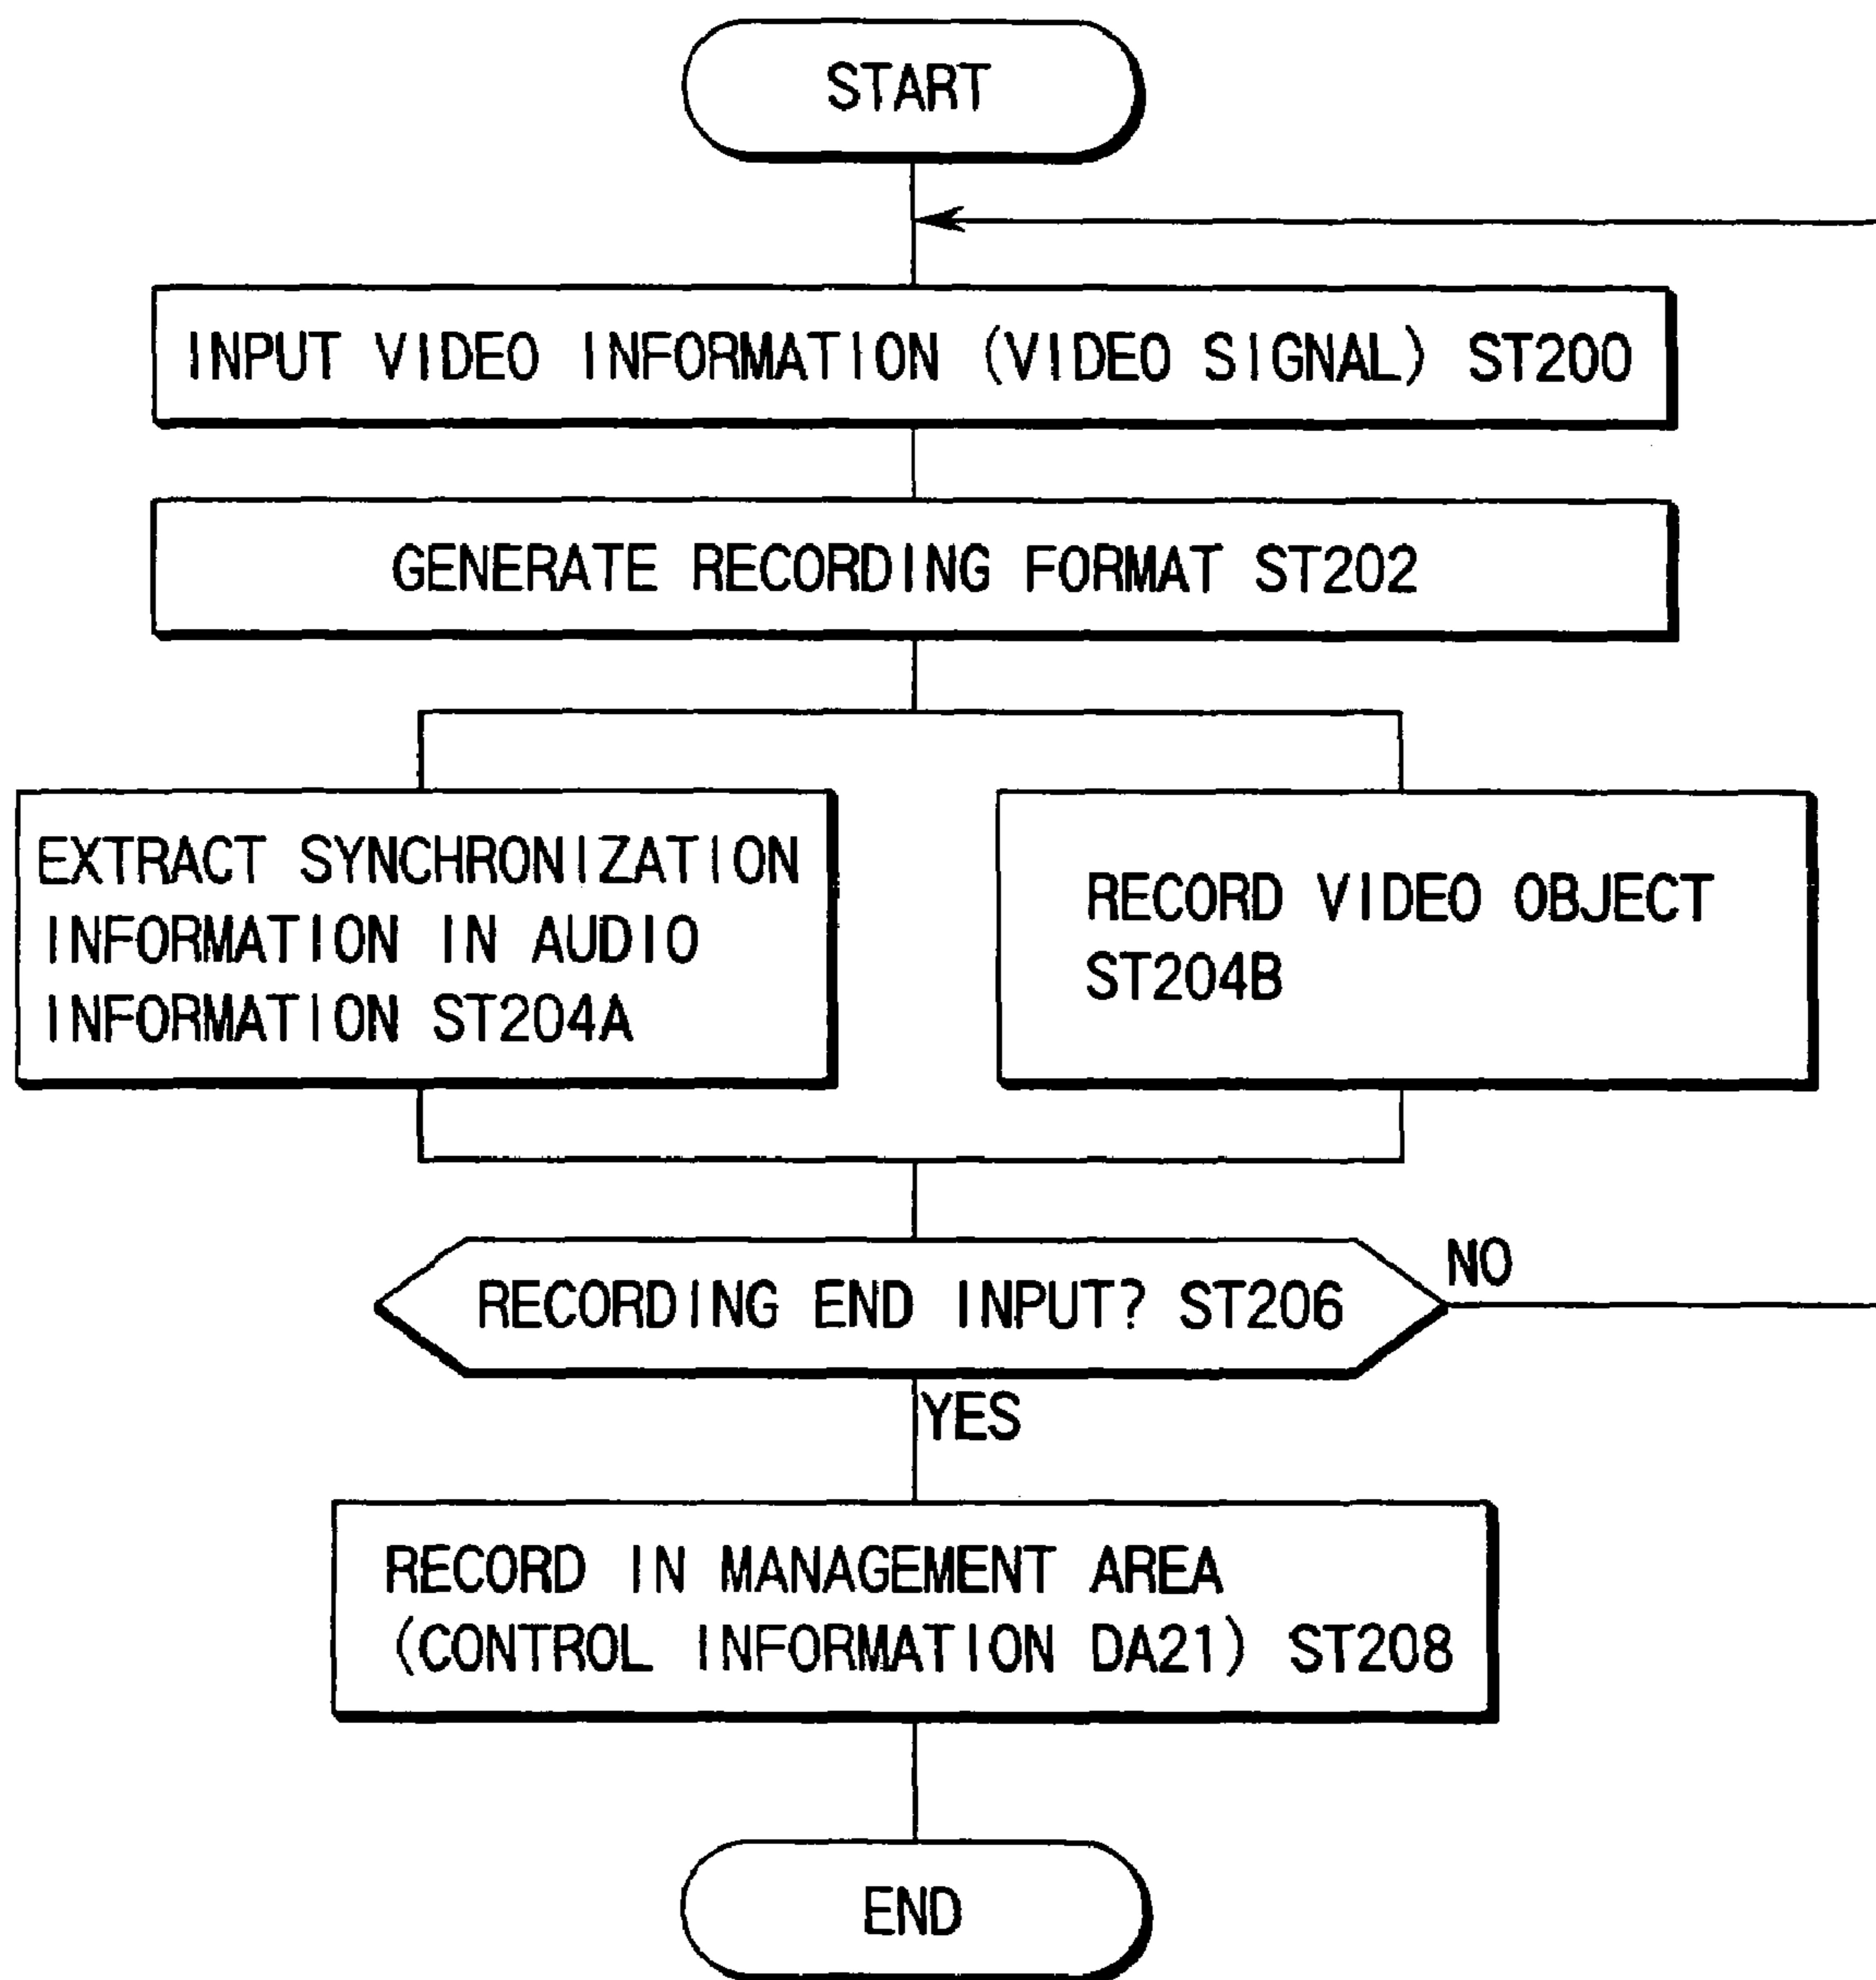 START
INPUT VIDEO INFORMATION (VIDEO SIGNAL) ST200
GENERATE RECORDING FORMAT ST202
EXTRACT SYNCHRONIZATION
INFORMATION IN AUDIO
INFORMATION ST204A
RECORD VIDEO OBJECT
ST204B
RECORDING END INPUT? ST206
NO
YES
RECORD IN MANAGEMENT AREA
(CONTROL INFORMATION DA21) ST208
END